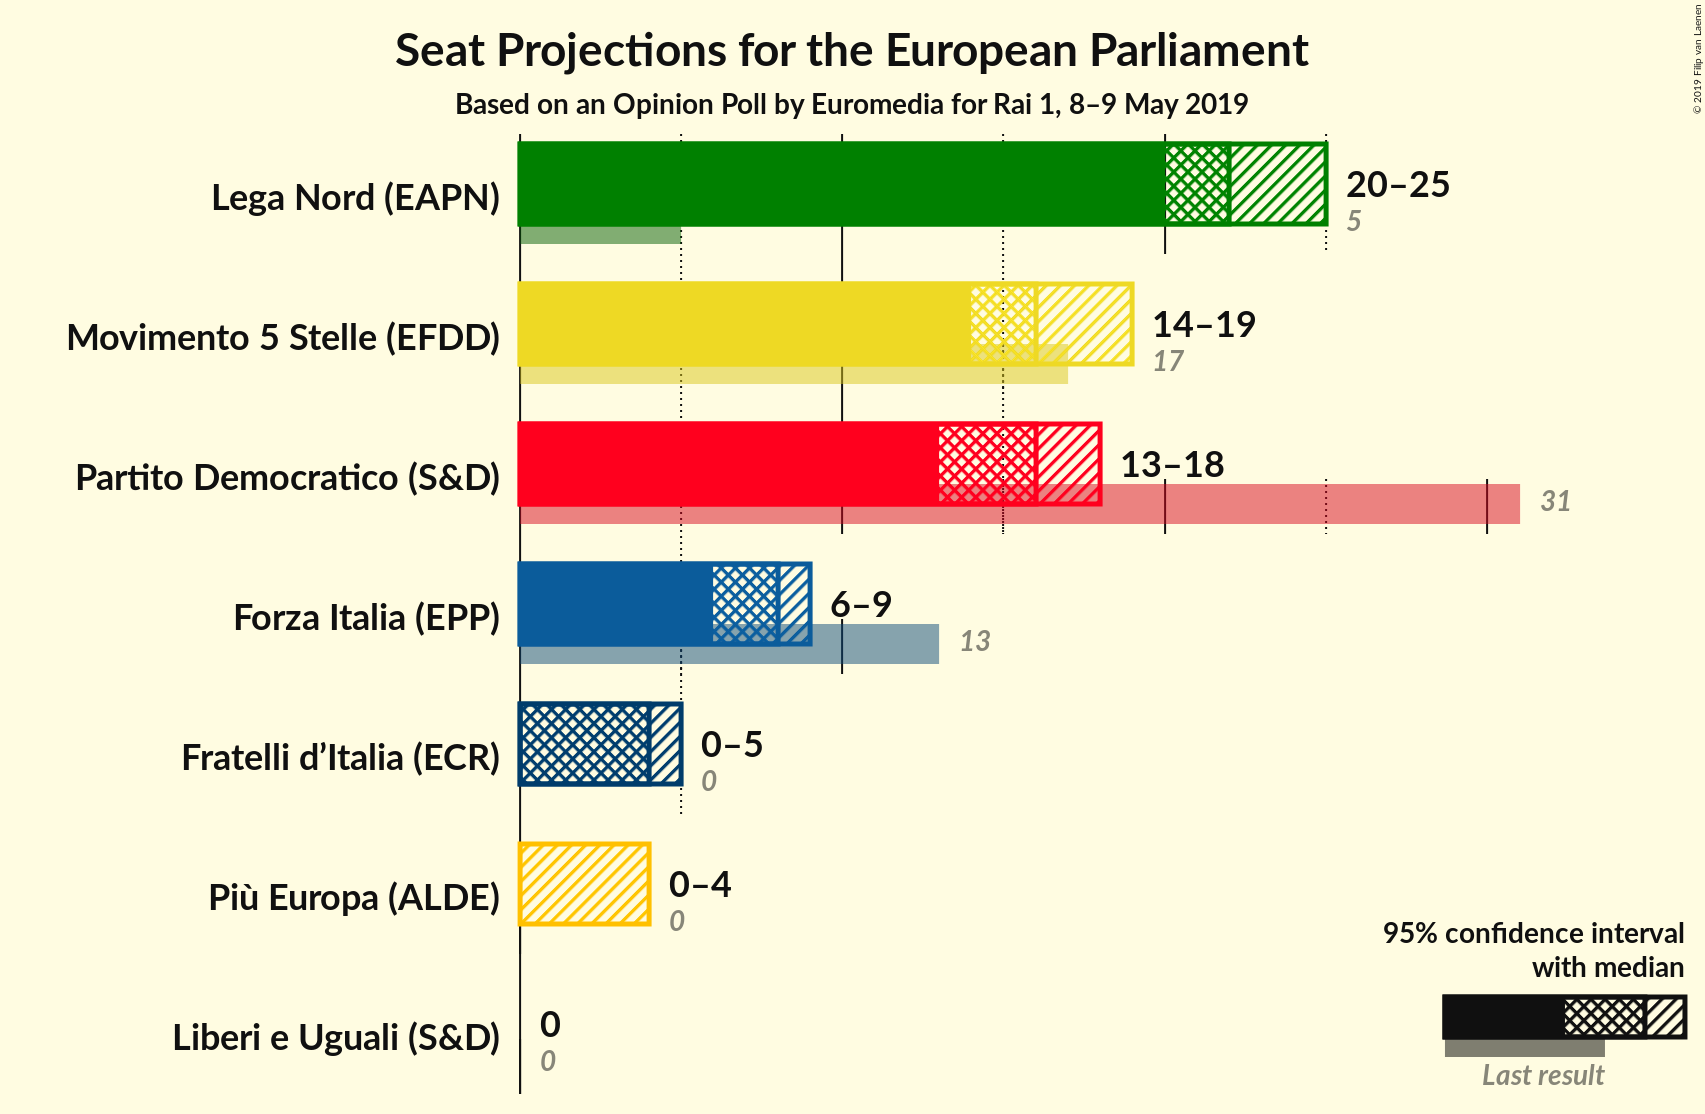 Seat Projections for the European Parliament
Based on an Opinion Poll by Euromedia for Rai 1, 8–9 May 2019
© 2019 Filip van Laenen
Lega Nord (EAPN)
20–25
5
Movimento 5 Stelle (EFDD)
14–19
17
Partito Democratico (S&D)
13–18
31
Forza Italia (EPP)
6–9
13
Fratelli d’Italia (ECR)
0–5
0
Più Europa (ALDE)
0–4
0
Liberi e Uguali (S&D)
0
0
95% confidence interval
with median
Last result